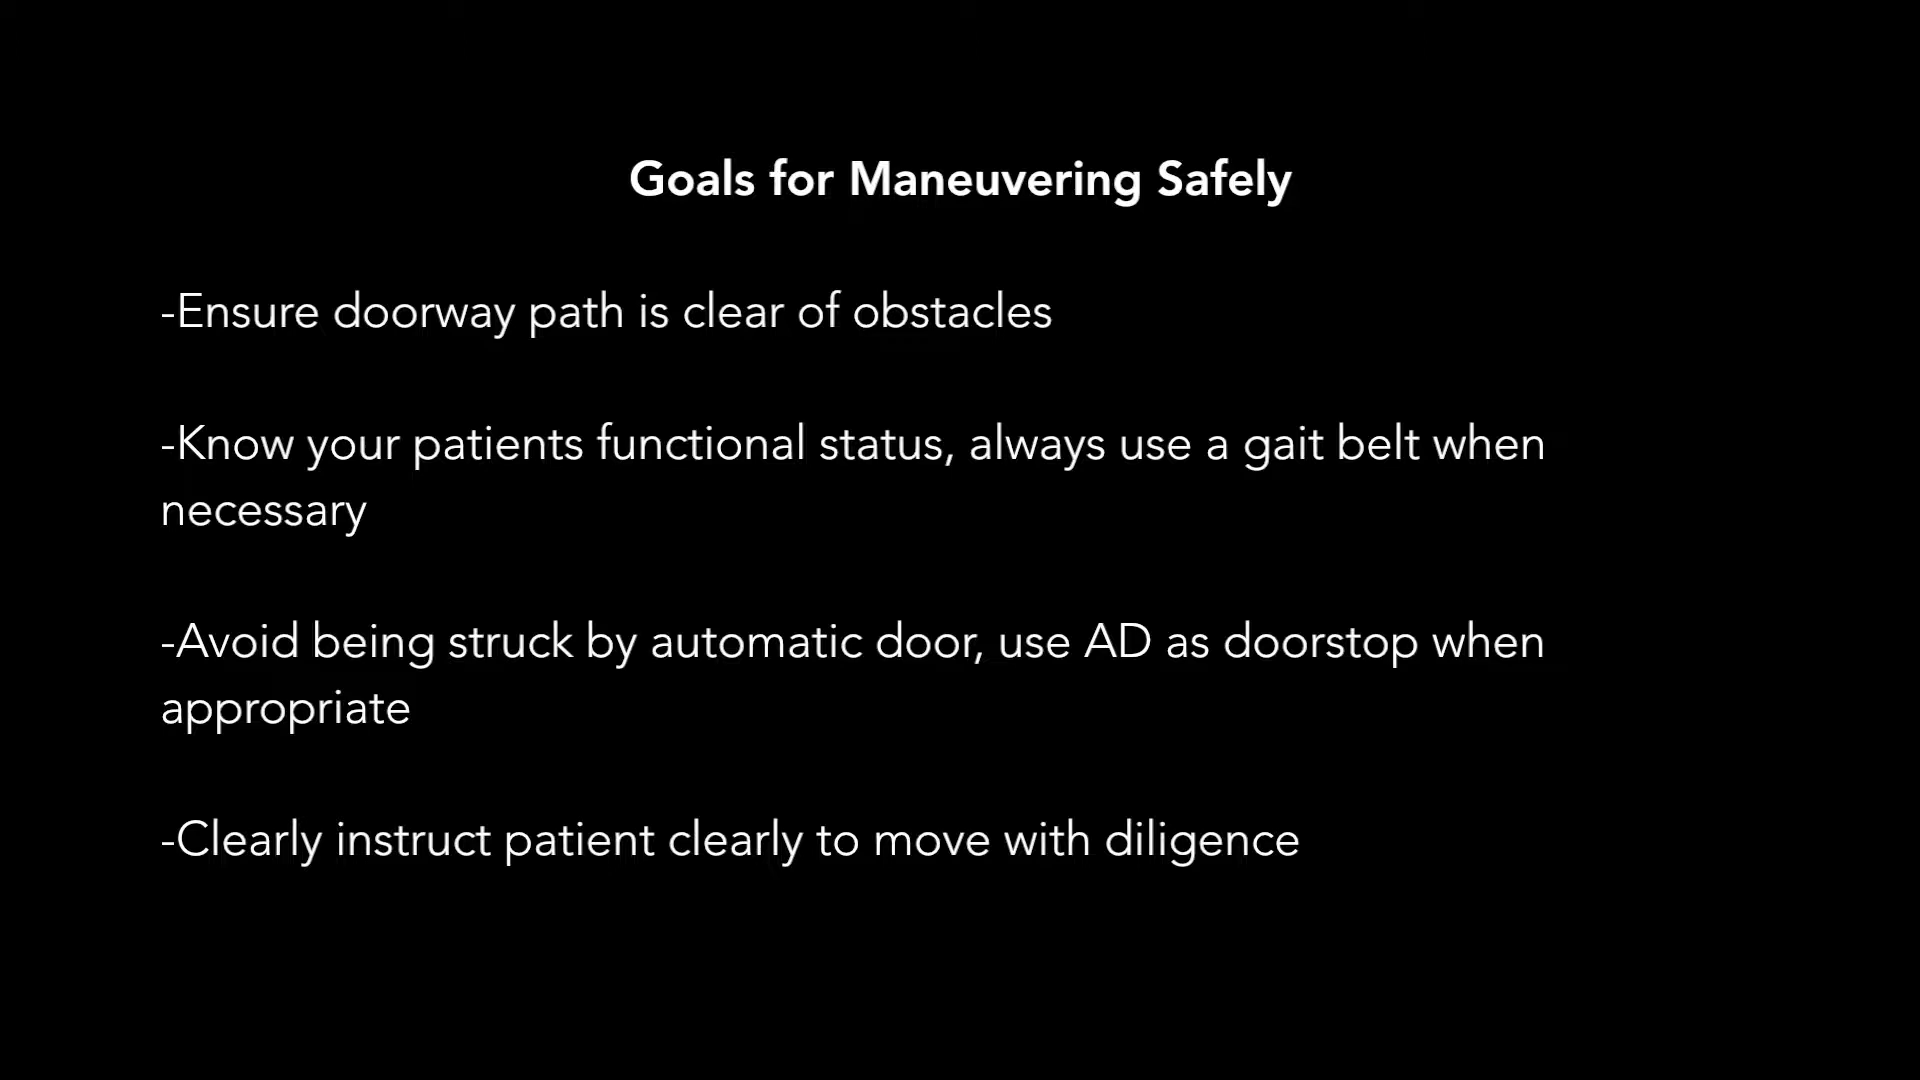 Goals for Maneuvering Safely
-Ensure doorway path is clear of obstacles
-Know your patients functional status, always use a gait belt when
necessary
-Avoid being struck by automatic door, use AD as doorstop when
appropriate
-Clearly instruct patient clearly to move with diligence